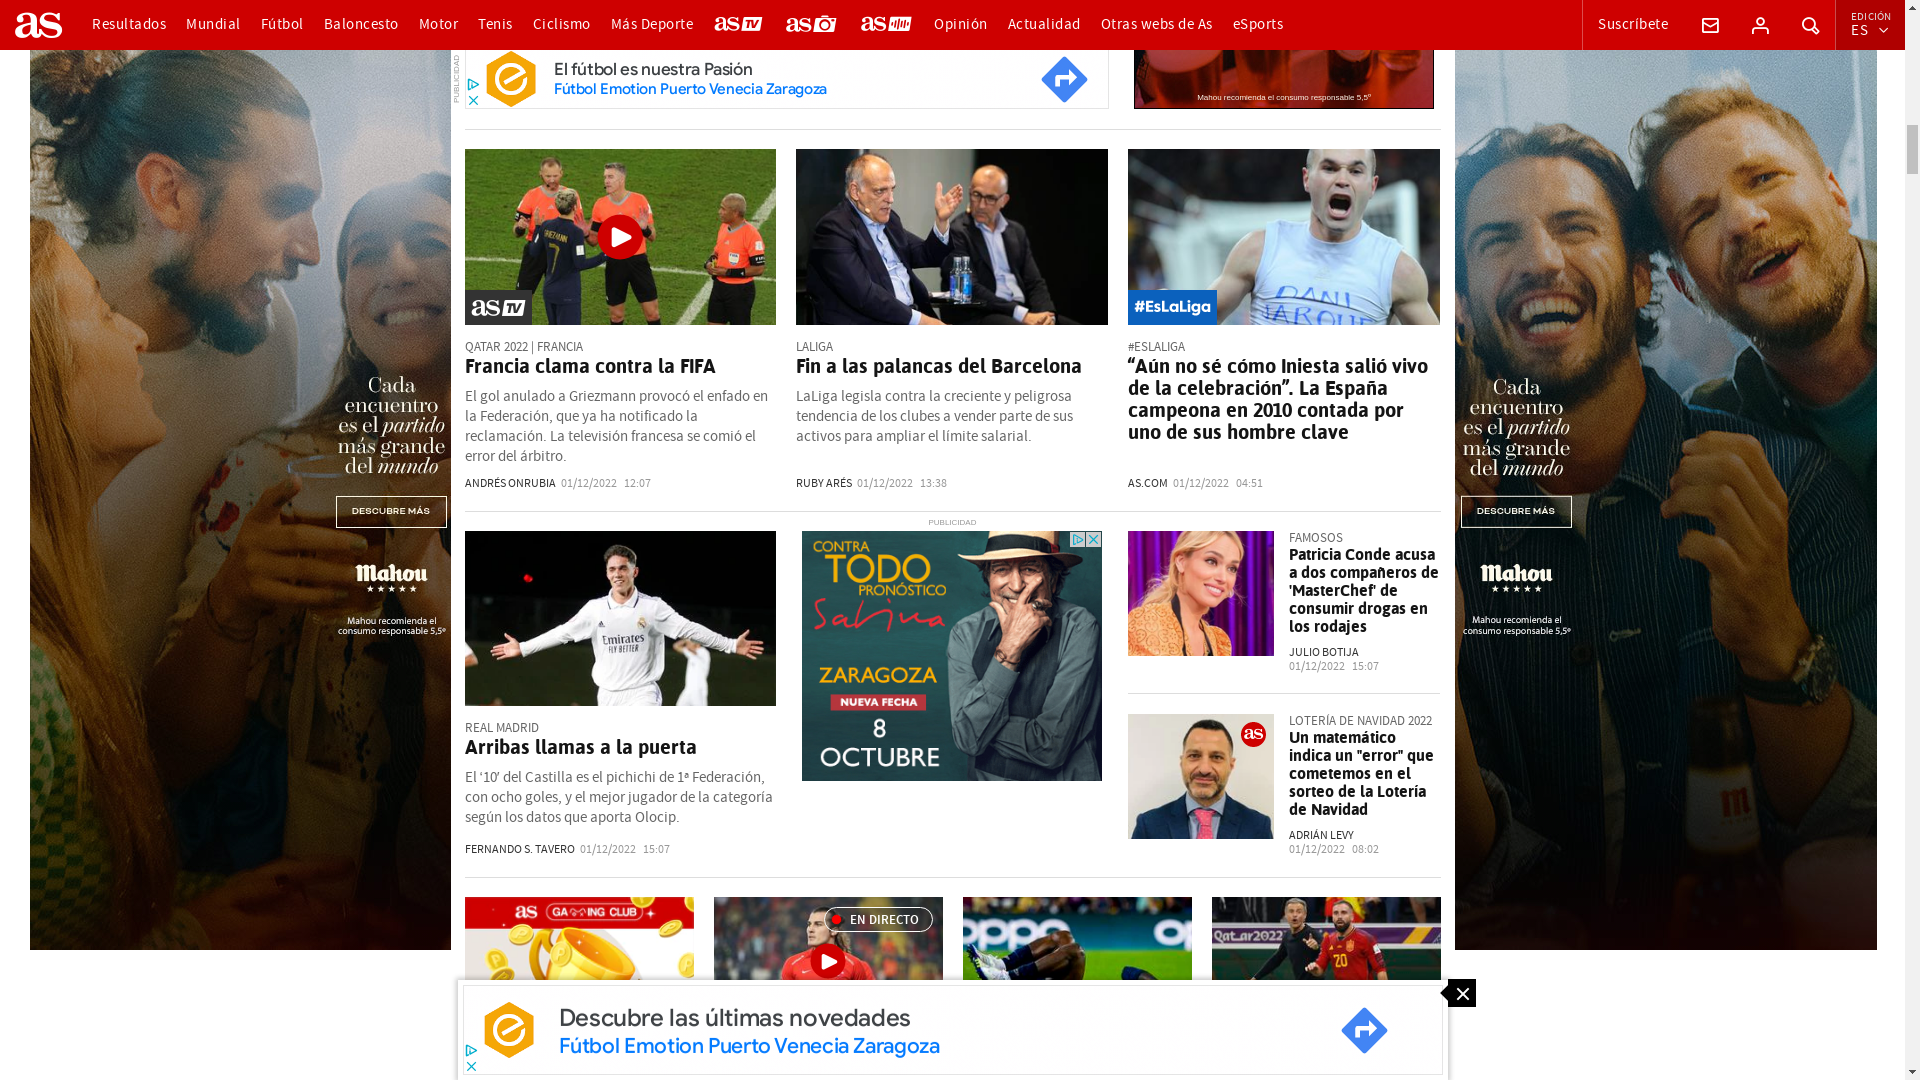 as
Resultados
Mundial
Fútbol
Baloncesto
Motor
Tenis
Ciclismo
Más Deporte
as TV
as
as
Opinión
Actualidad
Otras webs de As
eSports
Suscríbete
EDICIÓN
ES
PUBLICIDAD
El fútbol es nuestra Pasión
Fútbol Emotion Puerto Venecia Zaragoza
Mahou recomienda el consumo responsable 5,5º
GRIEZMANN
7
as TV
QATAR 2022 | FRANCIA
Francia clama contra la FIFA
El gol anulado a Griezmann provocó el enfado en
la Federación, que ya ha notificado la
reclamación. La televisión francesa se comió el
error del árbitro.
ANDRÉS ONRUBIA 01/12/2022 12:07
LALIGA
Fin a las palancas del Barcelona
LaLiga legisla contra la creciente y peligrosa
tendencia de los clubes a vender parte de sus
activos para ampliar el límite salarial.
RUBY ARÉS 01/12/2022 13:38
DANI
JARQUE
#EsLaLiga
#ESLALIGA
“Aún no sé cómo Iniesta salió vivo
de la celebración”. La España
campeona en 2010 contada por
uno de sus hombre clave
AS.COM 01/12/2022 04:51
Cada
encuentro
es el partido
más grande
del mundo
DESCUBRE MÁS
Mahou
Mahou recomienda el
consumo responsable 5,5º
Cada
encuentro
es el partido
más grande
del mundo
DESCUBRE MÁS
Mahou
Mahou recomienda el
consumo responsable 5,5º
Emirates
FLY BETTER
REAL MADRID
Arribas llamas a la puerta
El ‘10’ del Castilla es el pichichi de 1ª Federación,
con ocho goles, y el mejor jugador de la categoría
según los datos que aporta Olocip.
FERNANDO S. TAVERO 01/12/2022 15:07
PUBLICIDAD
CONTRA
TODO
PRONÓSTICO
Sabina
ZARAGOZA
NUEVA FECHA
8
OCTUBRE
FAMOSOS
Patricia Conde acusa
a dos compañeros de
'MasterChef' de
consumir drogas en
los rodajes
JULIO BOTIJA
01/12/2022 15:07
as
LOTERÍA DE NAVIDAD 2022
Un matemático
indica un "error" que
cometemos en el
sorteo de la Lotería
de Navidad
ADRIÁN LEVY
01/12/2022 08:02
as GAMING CLUB
EN DIRECTO
oppo
Qatar2022
20
Descubre las últimas novedades
Fútbol Emotion Puerto Venecia Zaragoza